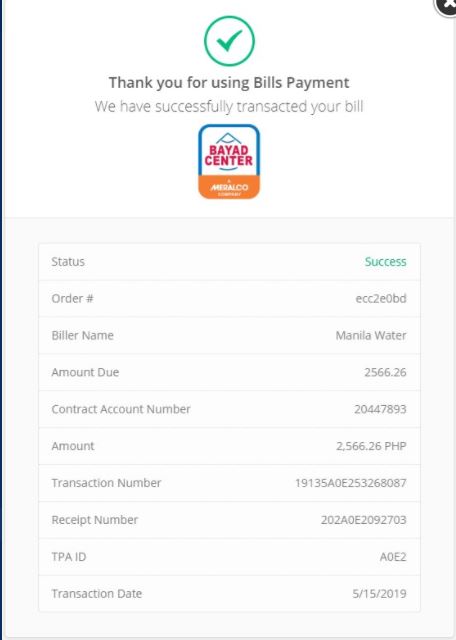 Thank you for using Bills Payment
We have successfully transacted your bill
BAYAD
CENTER
A
MERALCO
COMPANY
Status Success
Order # ecc2e0bd
Biller Name Manila Water
Amount Due 2566.26
Contract Account Number 20447893
Amount 2,566.26 PHP
Transaction Number 19135A0E253268087
Receipt Number 202A0E2092703
TPA ID A0E2
Transaction Date 5/15/2019